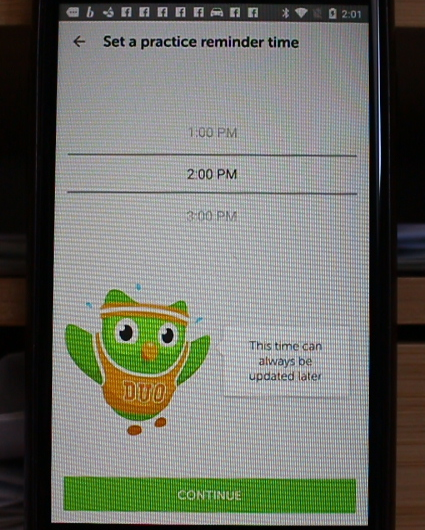 2:01
Set a practice reminder time
1:00 PM
2:00 PM
3:00 PM
This time can
always be
updated later
DUO
CONTINUE